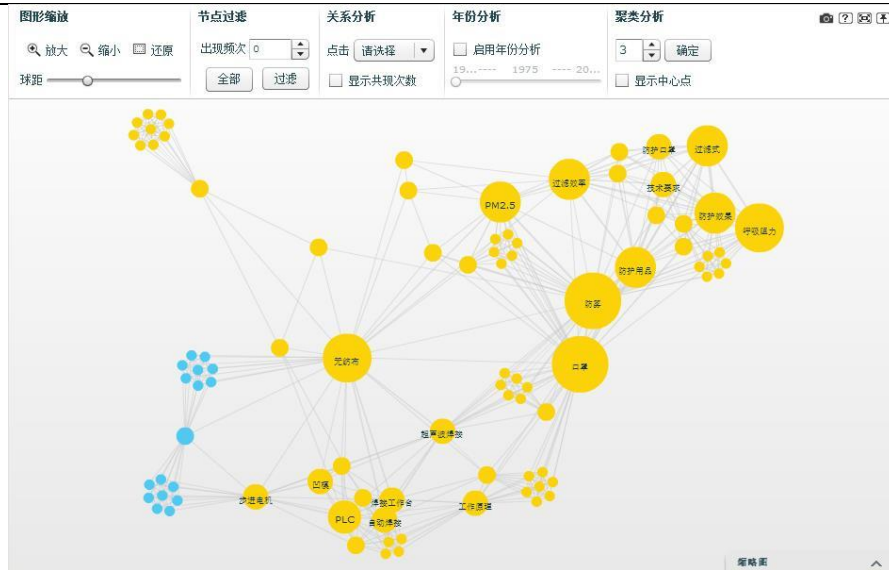 图形缩放
节点过滤
关系分析
年份分析
聚类分析
放大 缩小 还原
出现频次 0
点击 请选择
启用年份分析
3 确定
球距
全部 过滤
显示共现次数
19...---- 1975 ---- 20...
显示中心点
防护口罩
过滤式
过滤效率
技术要求
PM2.5
防护效果
呼吸阻力
防护用品
防雾
无纺布
口罩
超声波焊接
凹模
步进电机
焊接工作台
工作原理
PLC
自动焊接
缩略图